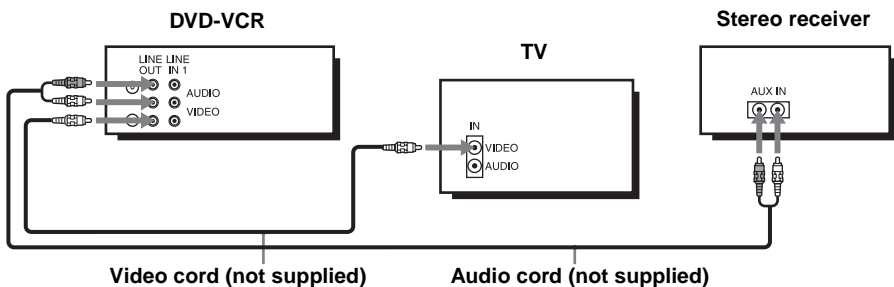 DVD-VCR
TV
Stereo receiver
LINE LINE
OUT IN 1
AUDIO
VIDEO
IN
VIDEO
AUDIO
AUX IN
Video cord (not supplied)
Audio cord (not supplied)